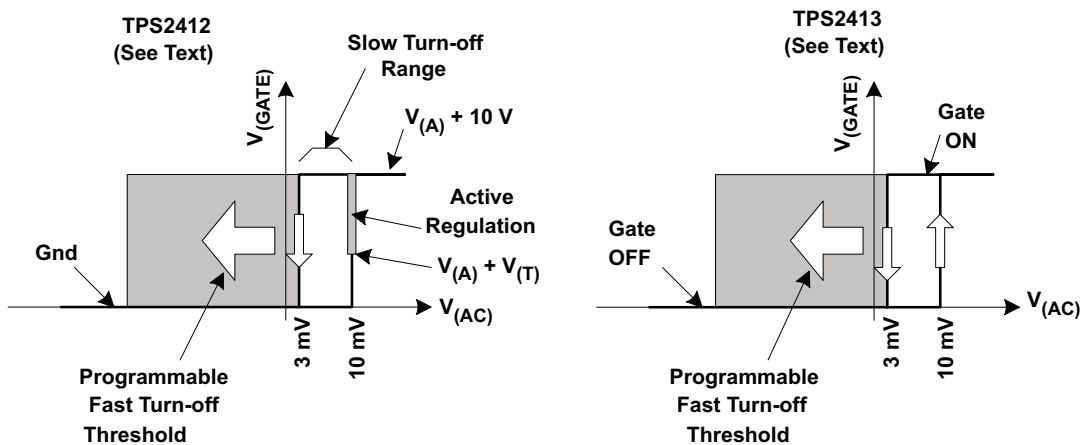 TPS2412
(See Text)
Slow Turn-off
Range
V(GATE)
V(A) + 10 V
Active
Regulation
Gnd
V(A) + V(T)
V(AC)
3 mV
10 mV
Programmable
Fast Turn-off
Threshold
TPS2413
(See Text)
V(GATE)
Gate
ON
Gate
OFF
V(AC)
3 mV
10 mV
Programmable
Fast Turn-off
Threshold